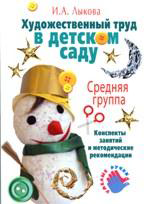 И.А. Лыкова
Художественный труд
в детском
саду
Средняя
группа
Конспекты
занятий
и методические
рекомендации